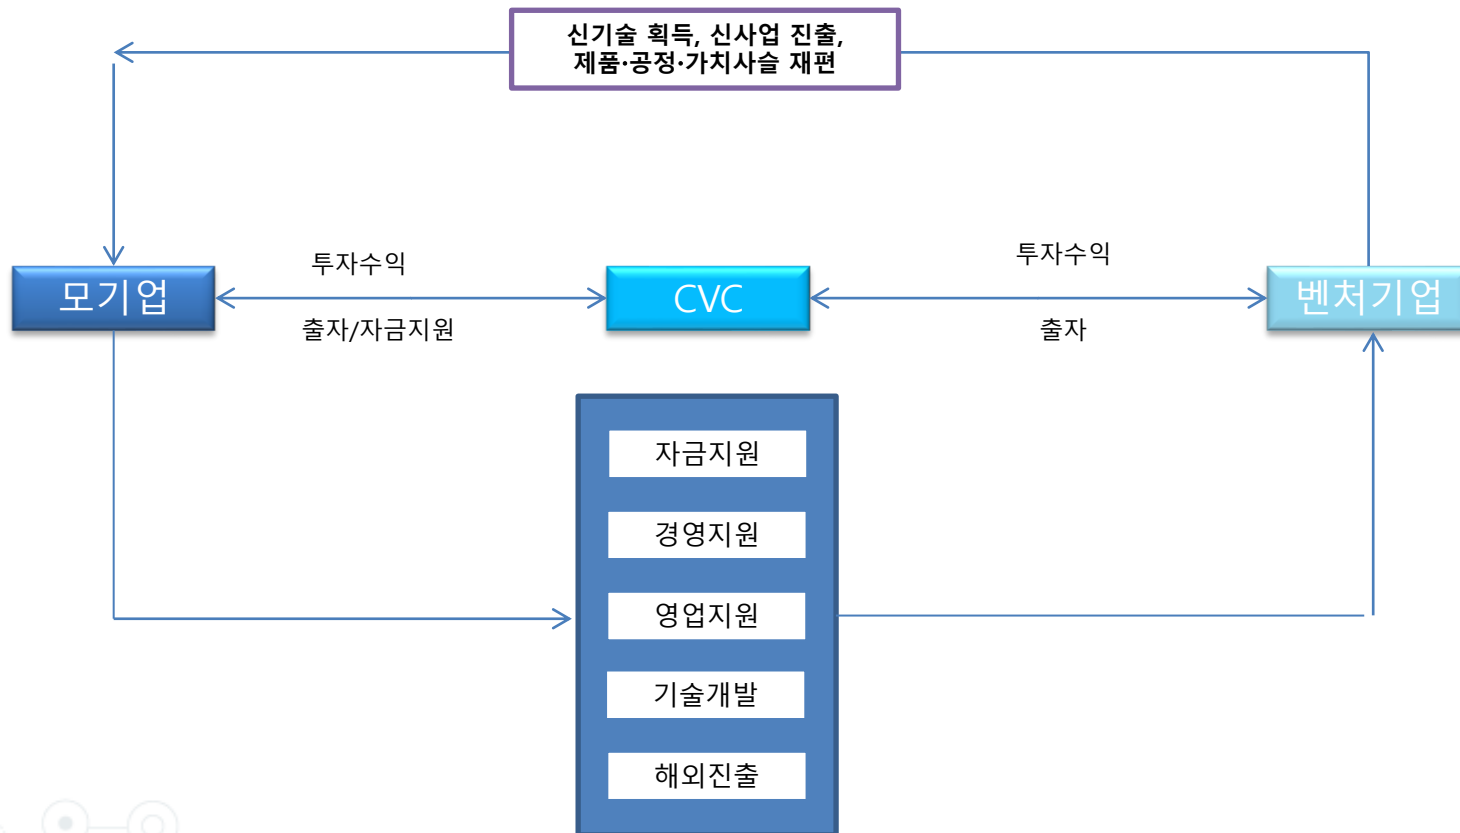 신기술 획득, 신사업 진출,
제품·공정·가치사슬 재편
투자수익
투자수익
모기업
CVC
벤처기업
출자/자금지원
출자
자금지원
경영지원
영업지원
기술개발
해외진출